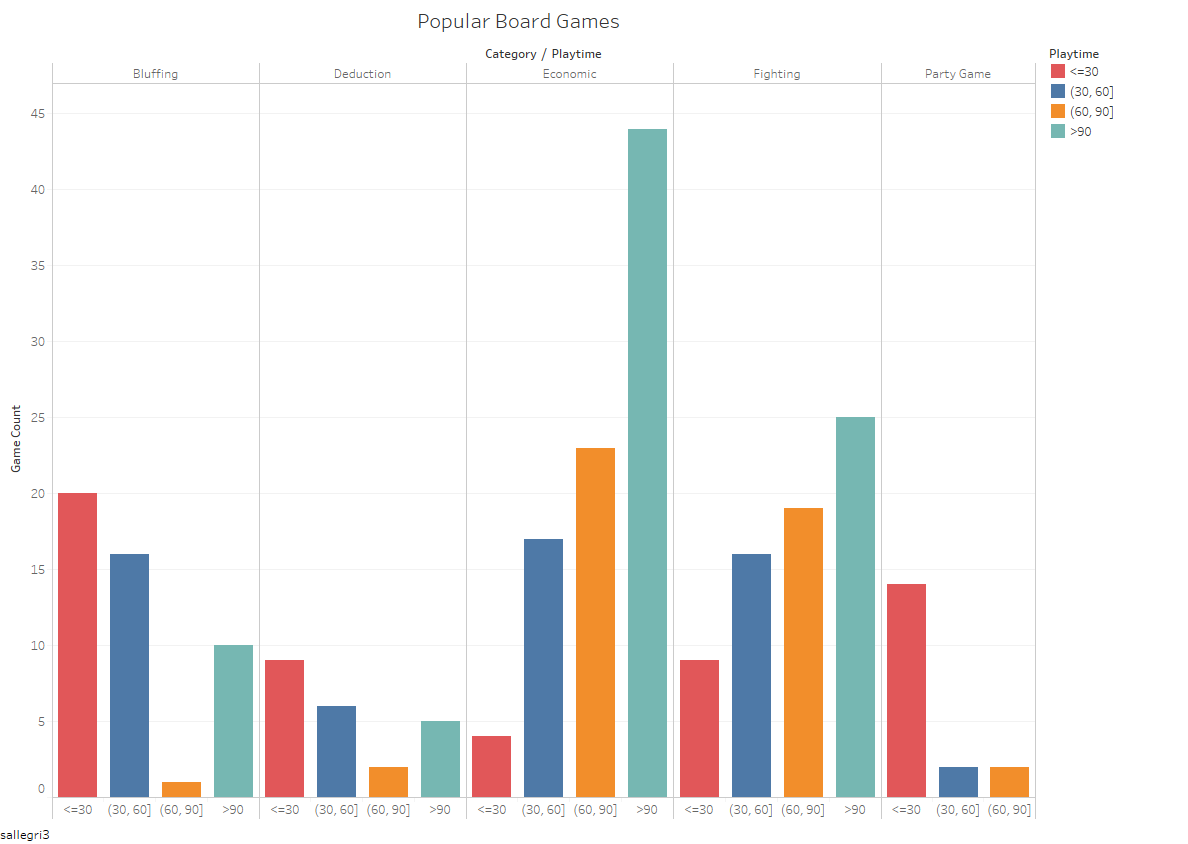 Popular Board Games
Category / Playtime
Bluffing Deduction Economic Fighting Party Game
Playtime
<=30
(30, 60]
(60, 90]
>90
Game Count
45
40
35
30
25
20
15
10
5
0
<=30 (30, 60] (60, 90] >90 <=30 (30, 60] (60, 90] >90 <=30 (30, 60] (60, 90] >90 <=30 (30, 60] (60, 90] >90 <=30 (30, 60] (60, 90]
sallegri3